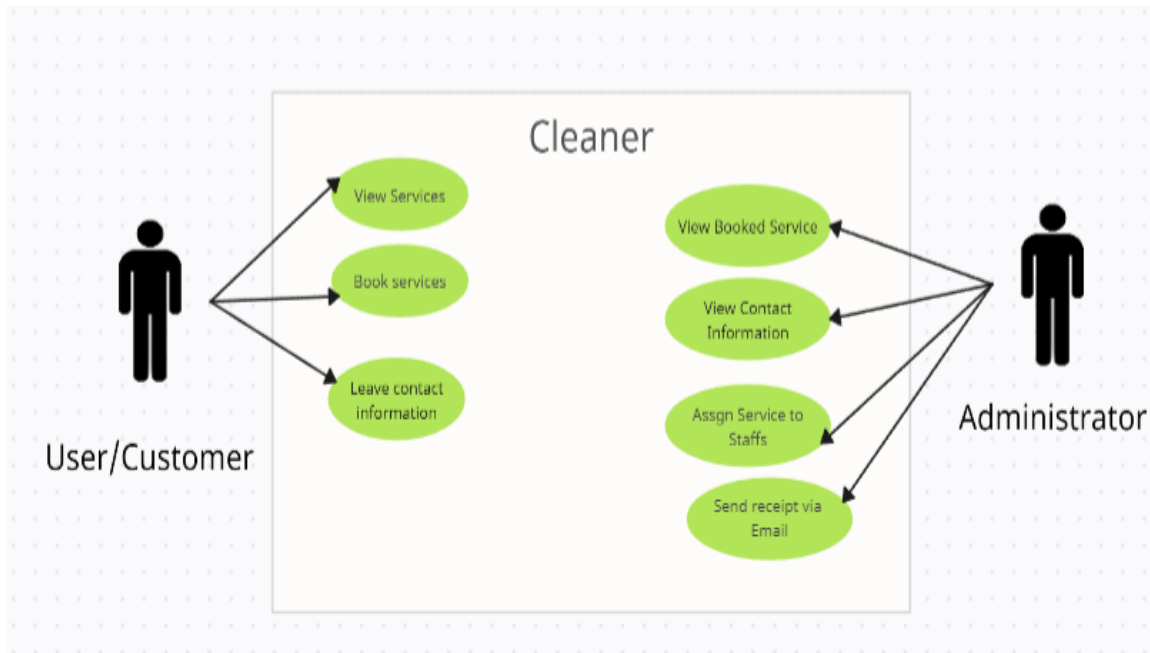 Cleaner
View Services
Book services
Leave contact
information
User/Customer
View Booked Service
View Contact
Information
Assgn Service to
Staffs
Send receipt via
Email
Administrator